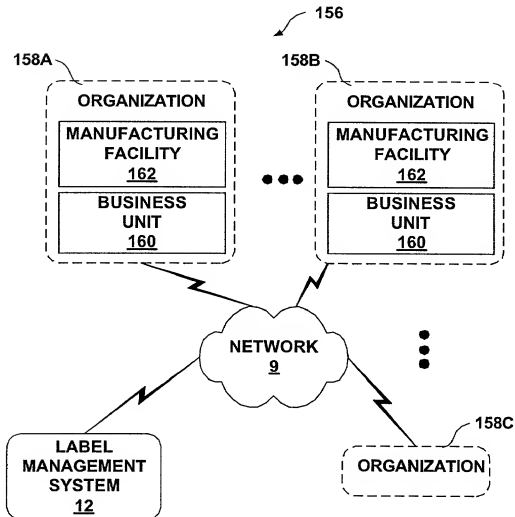 156
158A
158B
ORGANIZATION
MANUFACTURING
FACILITY
162
BUSINESS
UNIT
160
ORGANIZATION
MANUFACTURING
FACILITY
162
BUSINESS
UNIT
160
NETWORK
9
158C
LABEL
MANAGEMENT
SYSTEM
12
ORGANIZATION